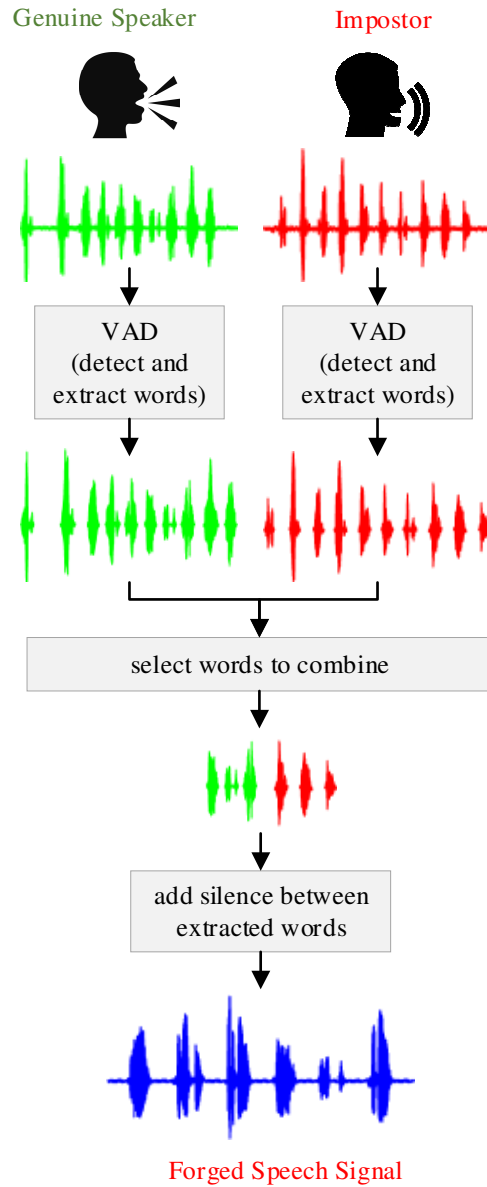 Genuine Speaker
Impostor
VAD
(detect and
extract words)
VAD
(detect and
extract words)
select words to combine
add silence between
extracted words
Forged Speech Signal